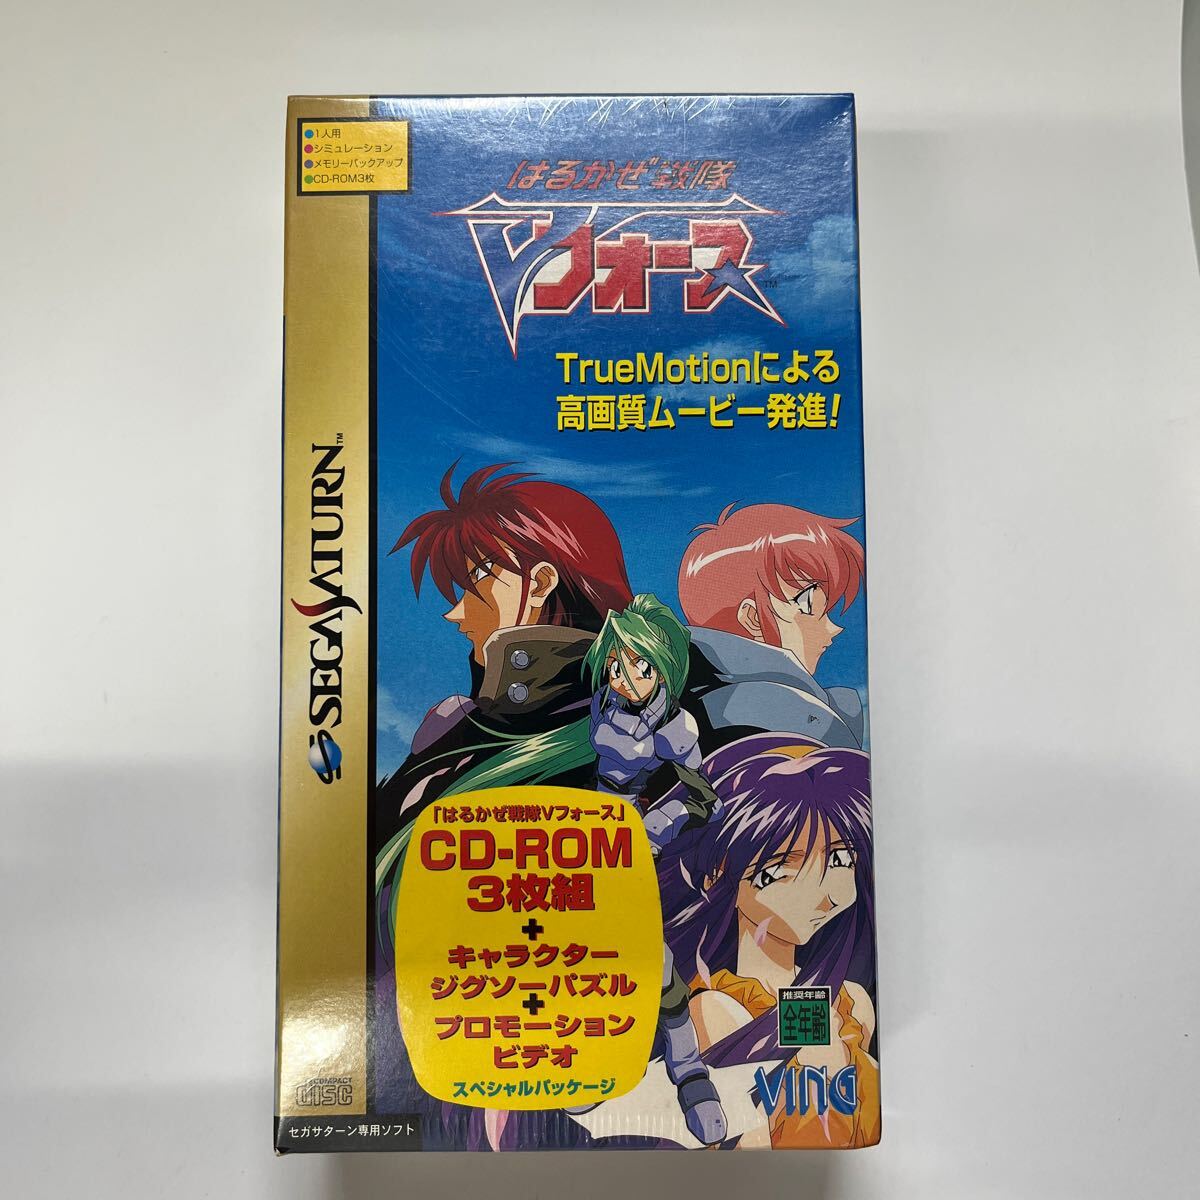 ●1人用
●シミュレーション
●メモリーバックアップ
●CD-ROM3枚
はるかぜ戦隊
Vフォース
TM
TrueMotionによる
高画質ムービー発進!
SEGASATURN
TM
「はるかぜ戦隊Vフォース」
CD-ROM
3枚組
+
キャラクター
ジグソーパズル
+
プロモーション
ビデオ
スペシャルパッケージ
推奨年齢
全年齢
VING
COMPACT
disc
セガサターン専用ソフト